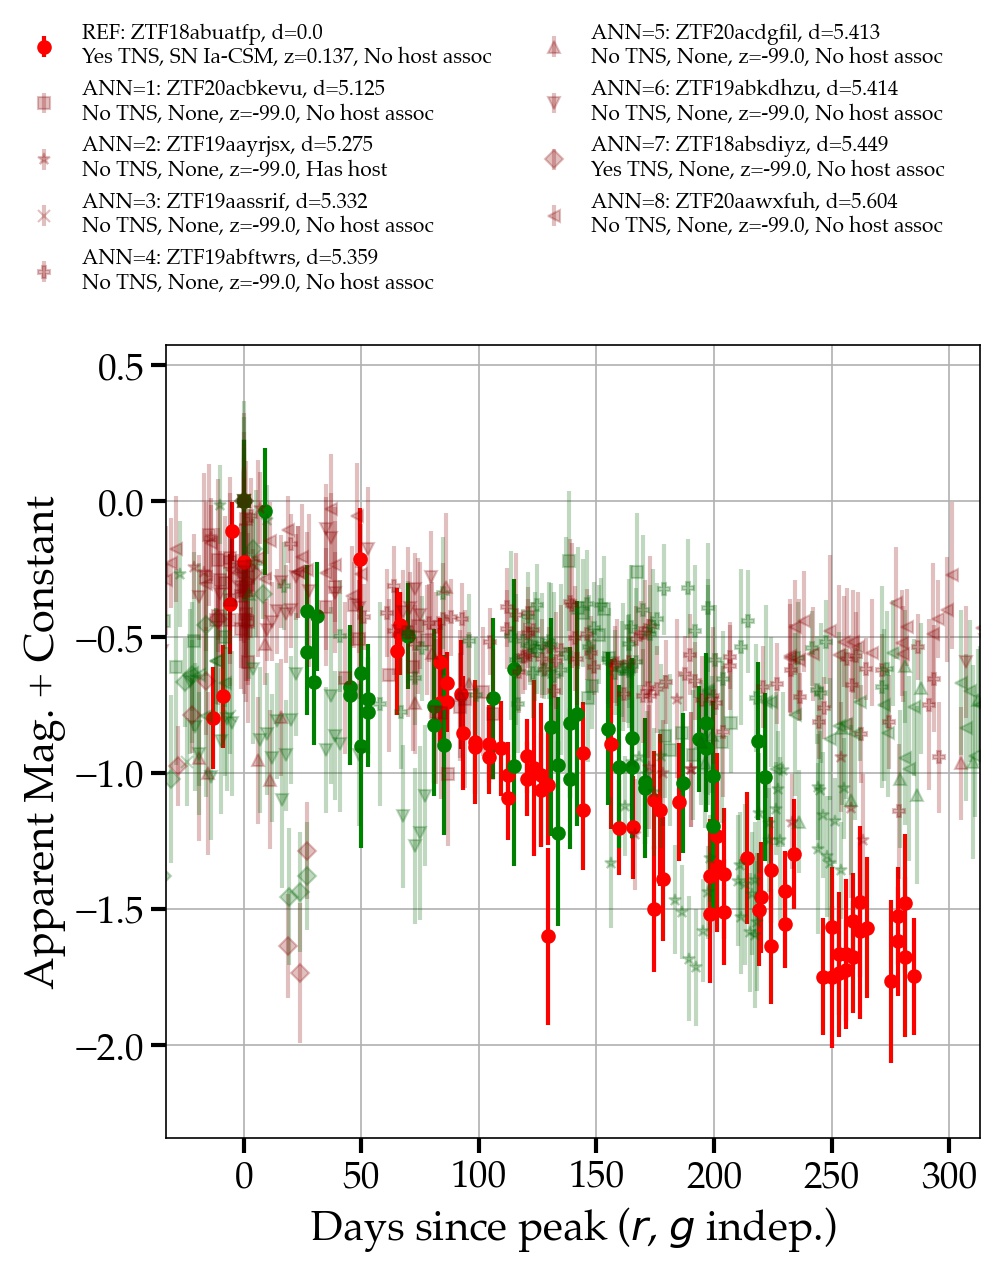 REF: ZTF18abuatfp, d=0.0
Yes TNS, SN Ia-CSM, z=0.137, No host assoc
ANN=1: ZTF20acbkevu, d=5.125
No TNS, None, z=-99.0, No host assoc
ANN=2: ZTF19aayrjsx, d=5.275
No TNS, None, z=-99.0, Has host
ANN=3: ZTF19aassrif, d=5.332
No TNS, None, z=-99.0, No host assoc
ANN=4: ZTF19abftwrs, d=5.359
No TNS, None, z=-99.0, No host assoc
ANN=5: ZTF20acdgfil, d=5.413
No TNS, None, z=-99.0, No host assoc
ANN=6: ZTF19abkdhzu, d=5.414
No TNS, None, z=-99.0, No host assoc
ANN=7: ZTF18absdiyz, d=5.449
Yes TNS, None, z=-99.0, No host assoc
ANN=8: ZTF20aawxfuh, d=5.604
No TNS, None, z=-99.0, No host assoc
Apparent Mag. + Constant
0.5
0.0
−0.5
−1.0
−1.5
−2.0
0 50 100 150 200 250 300
Days since peak (r, g indep.)